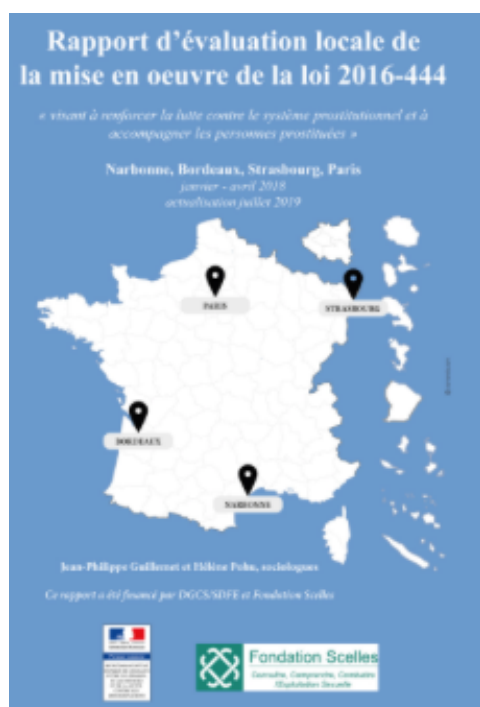 Rapport d'évaluation locale de
la mise en oeuvre de la loi 2016-444
« visant à renforcer la lutte contre le système prostitutionnel et à
accompagner les personnes prostituées »
Narbonne, Bordeaux, Strasbourg, Paris
janvier - avril 2018
actualisation juillet 2019
PARIS
STRASBOURG
BORDEAUX
NARBONNE
Jean-Philippe Guillemet et Hélène Pohu, sociologues
Ce rapport a été financé par DGCS/SDFE et Fondation Scelles
Fondation Scelles
Connaître, Comprendre, Combattre
l'Exploitation Sexuelle